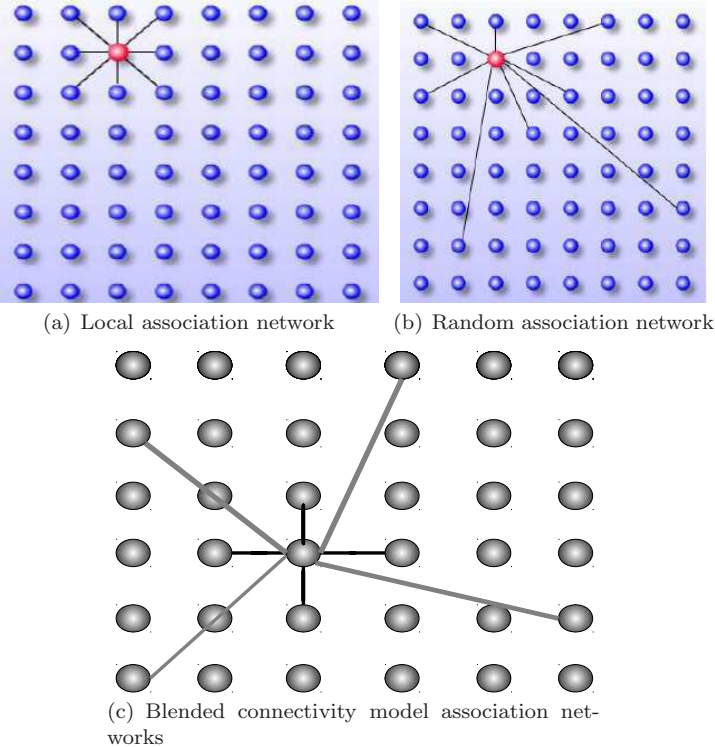 (a) Local association network
(b) Random association network
(c) Blended connectivity model association net-
works